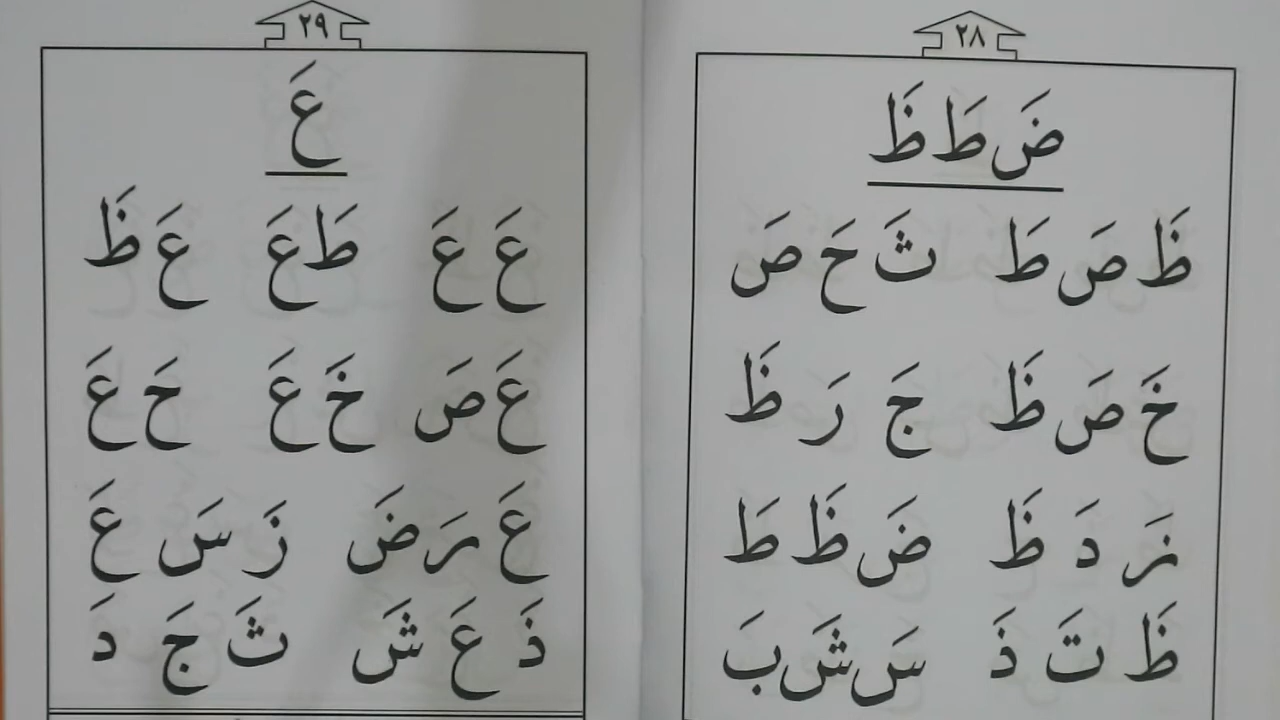 ٢٨
ضَ طَ ظَ
ظَ صَ طَ ثَ حَ صَ
خَ صَ ظَ جَ رَ ظَ
زَ دَ ظَ ضَ ظَ طَ
ظَ تَ ذَ سَ شَ بَ
٢٩
عَ
عَ عَ طَ عَ عَ ظَ
عَ صَ خَ عَ حَ عَ
عَ رَ ضَ زَ سَ عَ
ذَ عَ شَ ثَ جَ دَ